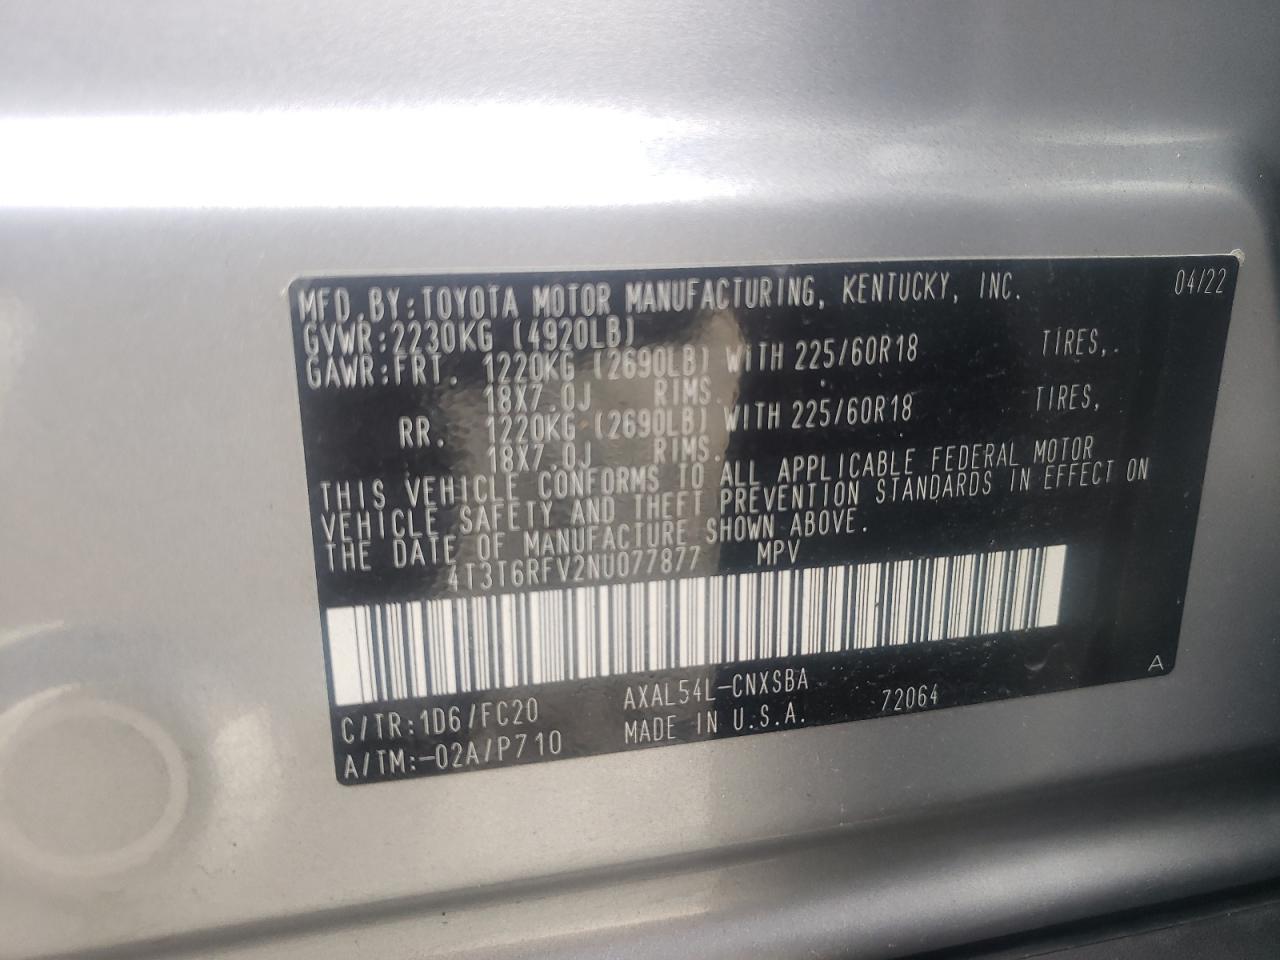 MFD.BY:TOYOTA MOTOR MANUFACTURING, KENTUCKY, INC. 04/22
GVWR:2230KG (4920LB)
GAWR:FRT. 1220KG (2690LB) WITH 225/60R18 TIRES,
18X7.0J RIMS.
RR. 1220KG (2690LB) WITH 225/60R18 TIRES,
18X7.0J RIMS.
THIS VEHICLE CONFORMS TO ALL APPLICABLE FEDERAL MOTOR
VEHICLE SAFETY AND THEFT PREVENTION STANDARDS IN EFFECT ON
THE DATE OF MANUFACTURE SHOWN ABOVE.
4T3T6RFV2NU077877 MPV
A
C/TR:1D6/FC20 AXAL54L-CNXSBA
A/TM:-02A/P710 MADE IN U.S.A. 72064